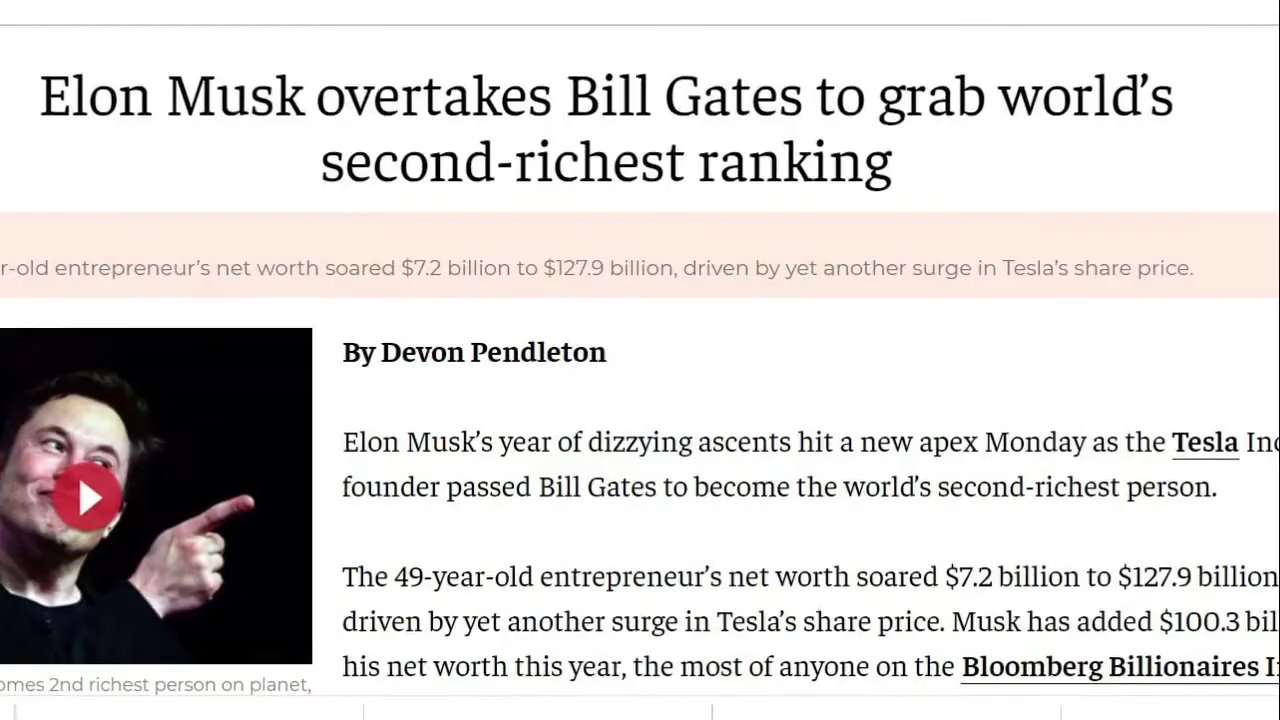 Elon Musk overtakes Bill Gates to grab world’s
second-richest ranking
r-old entrepreneur’s net worth soared $7.2 billion to $127.9 billion, driven by yet another surge in Tesla’s share price.
By Devon Pendleton
Elon Musk’s year of dizzying ascents hit a new apex Monday as the Tesla Inc
founder passed Bill Gates to become the world’s second-richest person.
The 49-year-old entrepreneur’s net worth soared $7.2 billion to $127.9 billion
driven by yet another surge in Tesla’s share price. Musk has added $100.3 bil
his net worth this year, the most of anyone on the Bloomberg Billionaires I
omes 2nd richest person on planet,